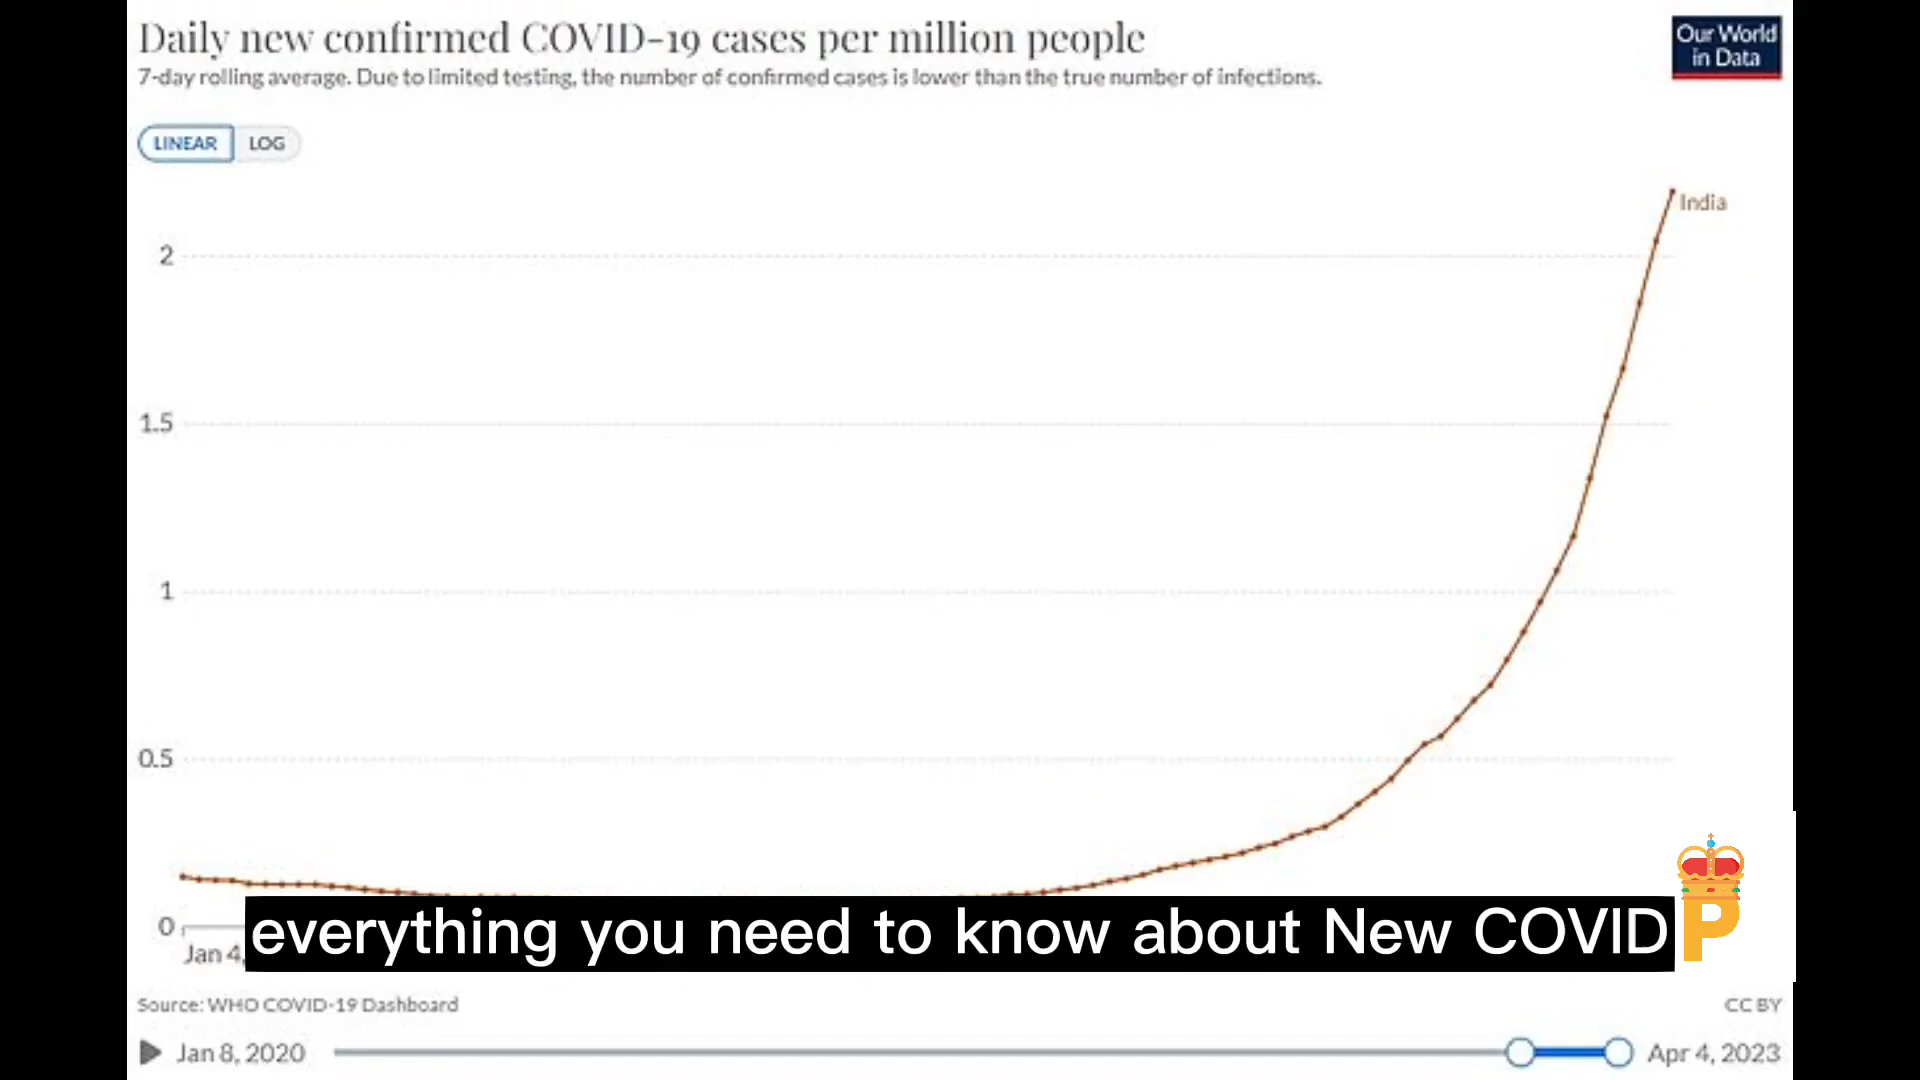 Daily new confirmed COVID-19 cases per million people
Our World
in Data
7-day rolling average. Due to limited testing, the number of confirmed cases is lower than the true number of infections.
LINEAR LOG
India
2
1.5
1
0.5
0
Jan 4,
everything you need to know about New COVID
P
Source: WHO COVID-19 Dashboard
CC BY
Jan 8, 2020
Apr 4, 2023